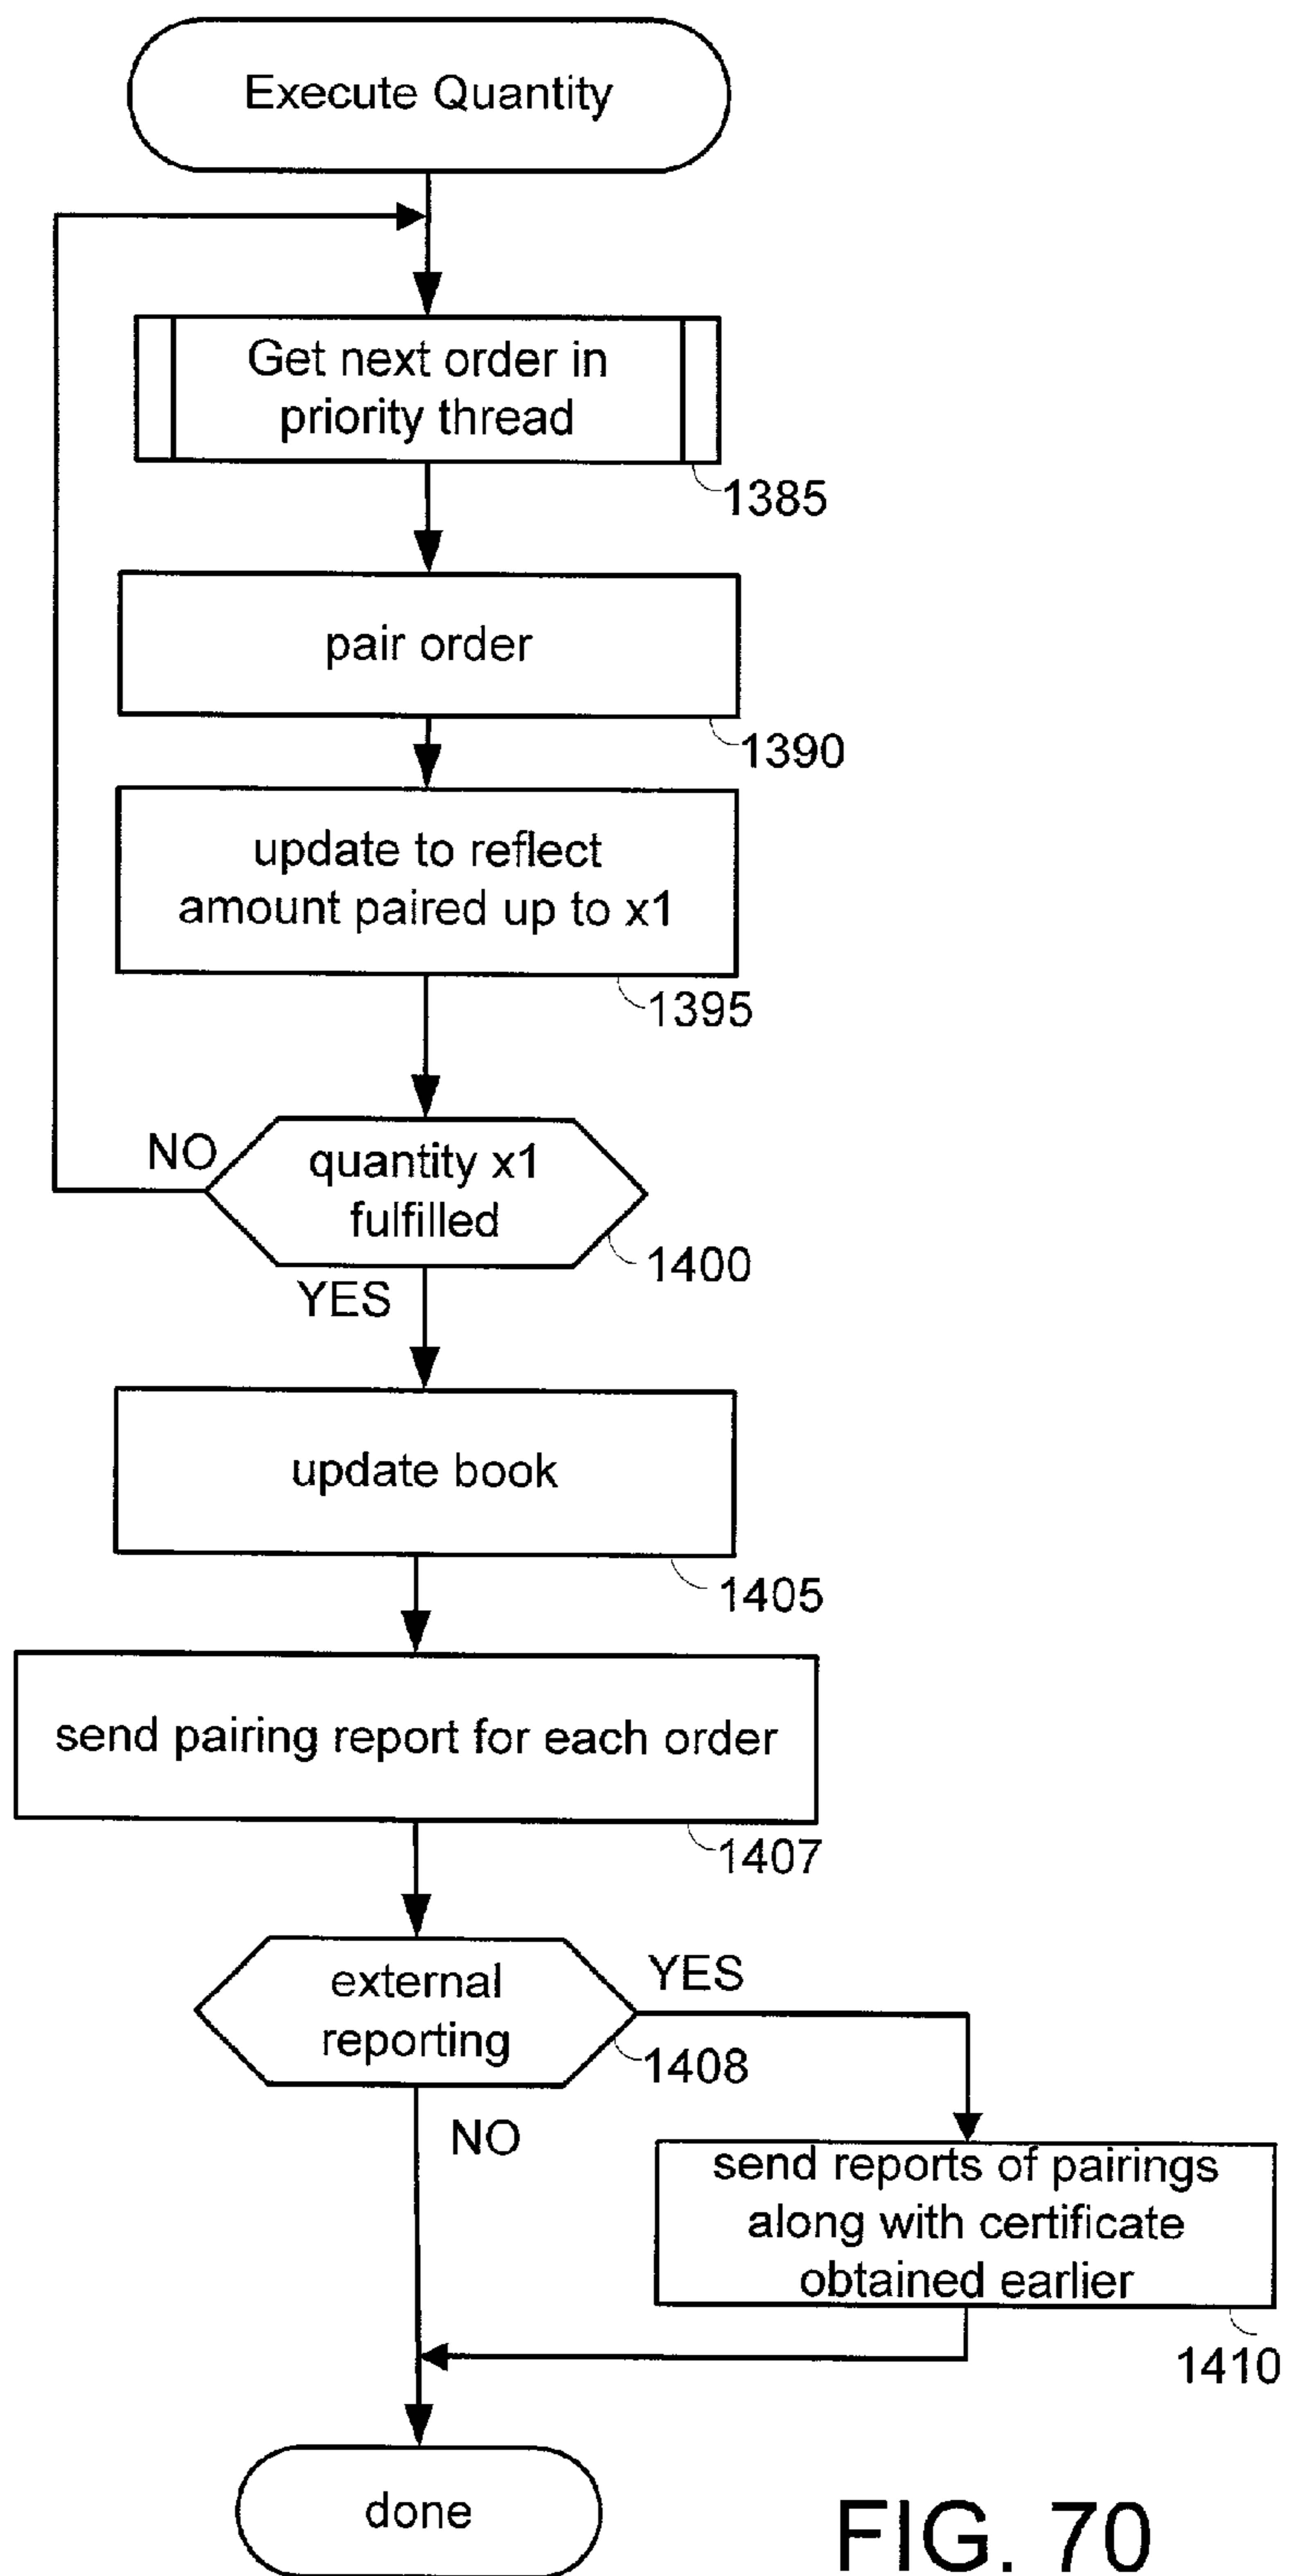 Execute Quantity
Get next order in
priority thread
1385
pair order
1390
update to reflect
amount paired up to x1
1395
NO
quantity x1
fulfilled
1400
YES
update book
1405
send pairing report for each order
1407
external
reporting
YES
1408
NO
send reports of pairings
along with certificate
obtained earlier
1410
done
FIG. 70